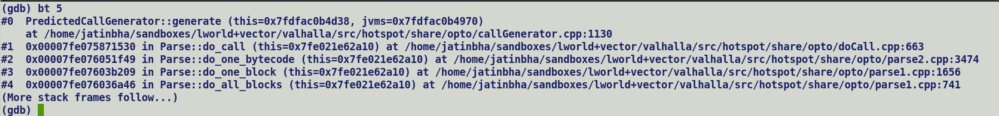 (gdb) bt 5
#0  PredictedCallGenerator::generate (this=0x7fdfac0b4d38, jvms=0x7fdfac0b4970)
    at /home/jatinbha/sandboxes/lworld+vector/valhalla/src/hotspot/share/opto/callGenerator.cpp:1130
#1  0x00007fe075871530 in Parse::do_call (this=0x7fe021e62a10) at /home/jatinbha/sandboxes/lworld+vector/valhalla/src/hotspot/share/opto/doCall.cpp:663
#2  0x00007fe076051f49 in Parse::do_one_bytecode (this=0x7fe021e62a10) at /home/jatinbha/sandboxes/lworld+vector/valhalla/src/hotspot/share/opto/parse2.cpp:3474
#3  0x00007fe07603b209 in Parse::do_one_block (this=0x7fe021e62a10) at /home/jatinbha/sandboxes/lworld+vector/valhalla/src/hotspot/share/opto/parse1.cpp:1656
#4  0x00007fe076036a46 in Parse::do_all_blocks (this=0x7fe021e62a10) at /home/jatinbha/sandboxes/lworld+vector/valhalla/src/hotspot/share/opto/parse1.cpp:741
(More stack frames follow...)
(gdb)